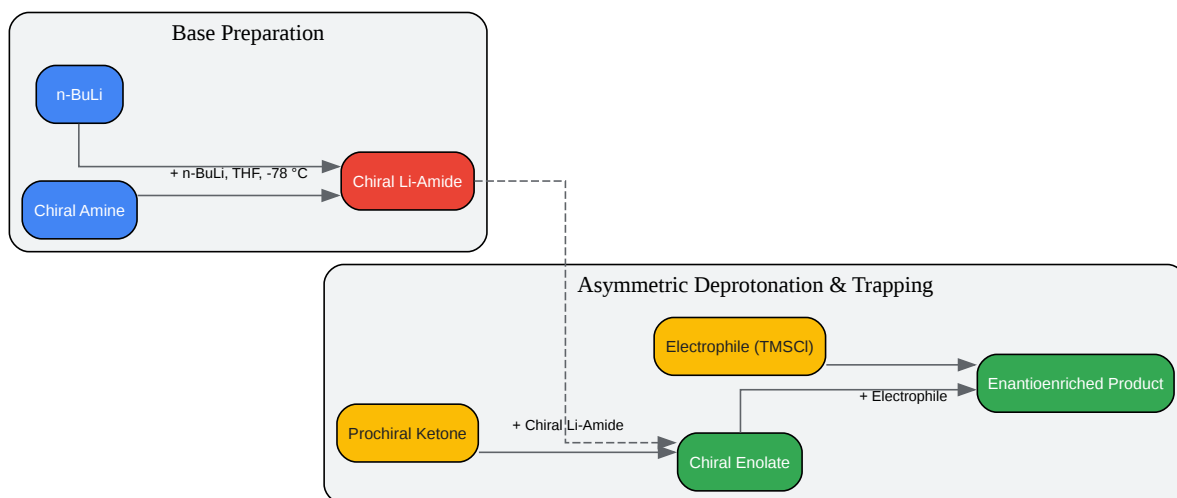 Base Preparation
n-BuLi
+ n-BuLi, THF, -78 °C
Chiral Li-Amide
Chiral Amine
Asymmetric Deprotonation & Trapping
Electrophile (TMSCl)
Enantioenriched Product
+ Electrophile
Prochiral Ketone
+ Chiral Li-Amide
Chiral Enolate